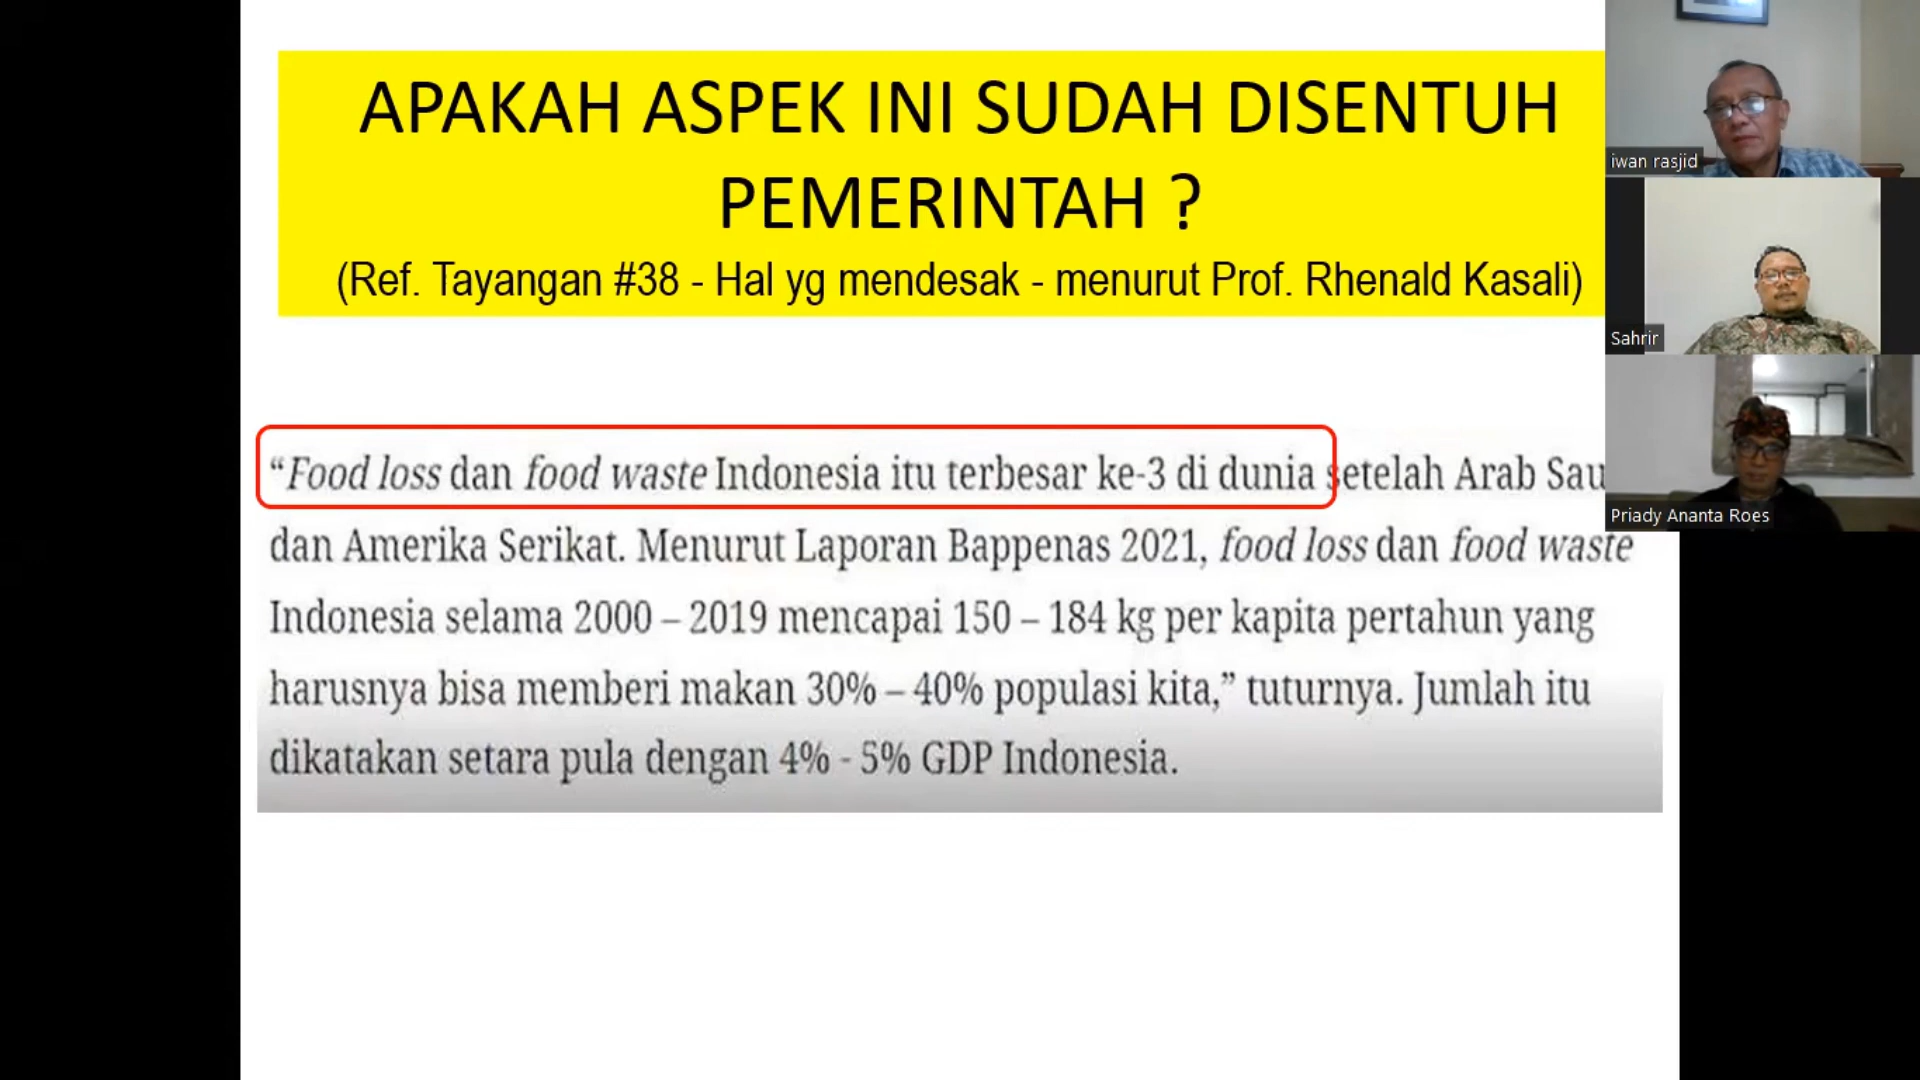 APAKAH ASPEK INI SUDAH DISENTUH
PEMERINTAH ?
(Ref. Tayangan #38 - Hal yg mendesak - menurut Prof. Rhenald Kasali)
“Food loss dan food waste Indonesia itu terbesar ke-3 di dunia setelah Arab Sau
dan Amerika Serikat. Menurut Laporan Bappenas 2021, food loss dan food waste
Indonesia selama 2000 – 2019 mencapai 150 – 184 kg per kapita pertahun yang
harusnya bisa memberi makan 30% – 40% populasi kita,” tuturnya. Jumlah itu
dikatakan setara pula dengan 4% - 5% GDP Indonesia.
iwan rasjid
Sahrir
Priady Ananta Roes